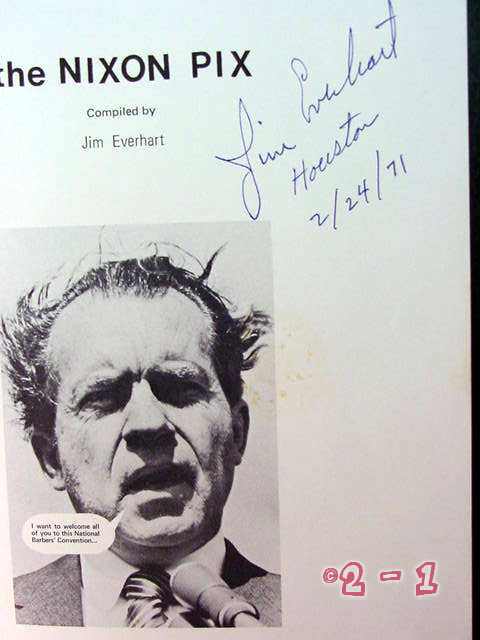 the NIXON PIX
Compiled by
Jim Everhart
Jim Everhart
Houston
2/24/71
I want to welcome all
of you to this National
Barbers' Convention...
©2-1